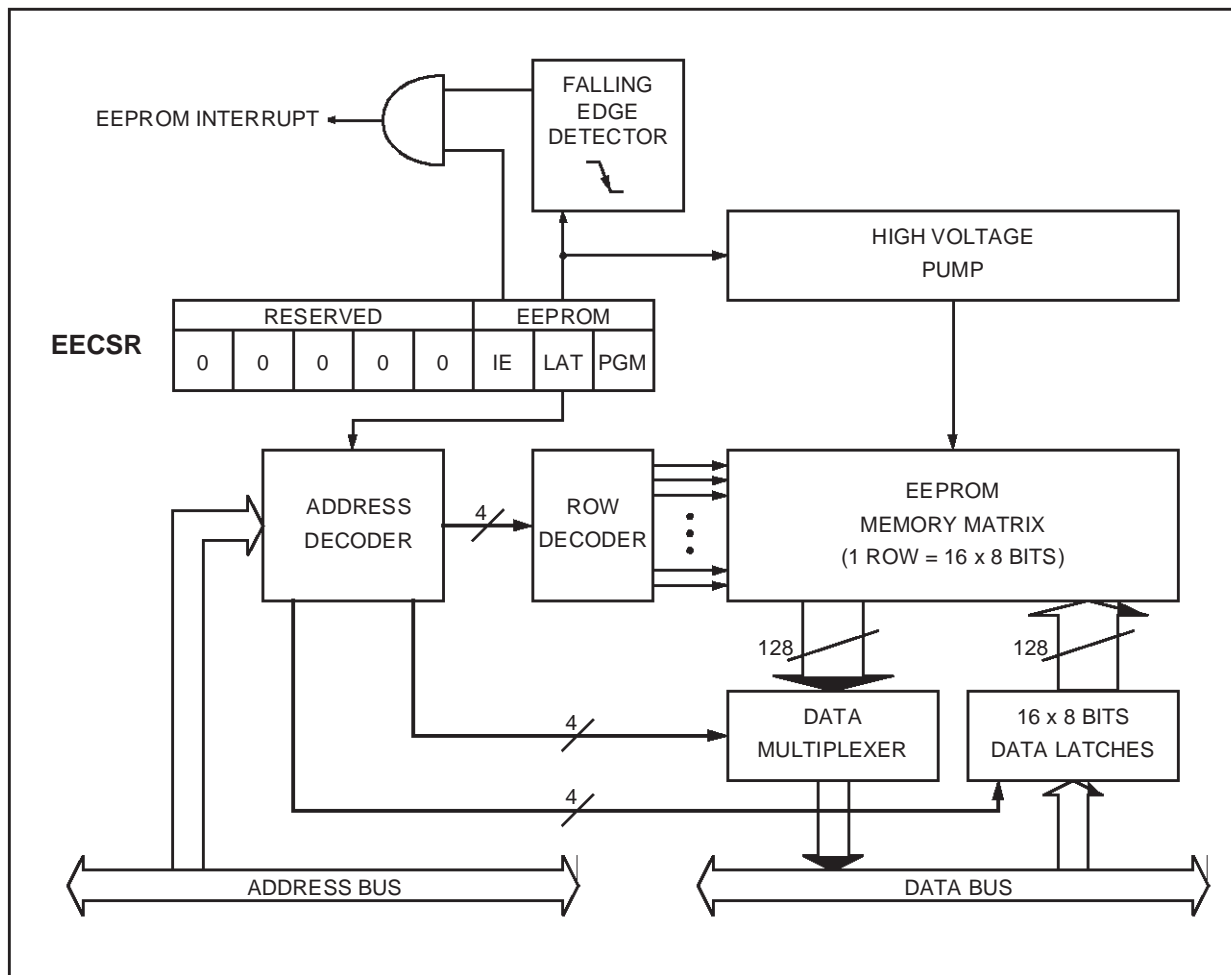 FALLING
EDGE
DETECTOR
EEPROM INTERRUPT
HIGH VOLTAGE
PUMP
EECSR
RESERVED EEPROM
0 0 0 0 0 IE LAT PGM
ADDRESS
DECODER
4
ROW
DECODER
EEPROM
MEMORY MATRIX
(1 ROW = 16 x 8 BITS)
128
128
4
DATA
MULTIPLEXER
16 x 8 BITS
DATA LATCHES
4
ADDRESS BUS
DATA BUS